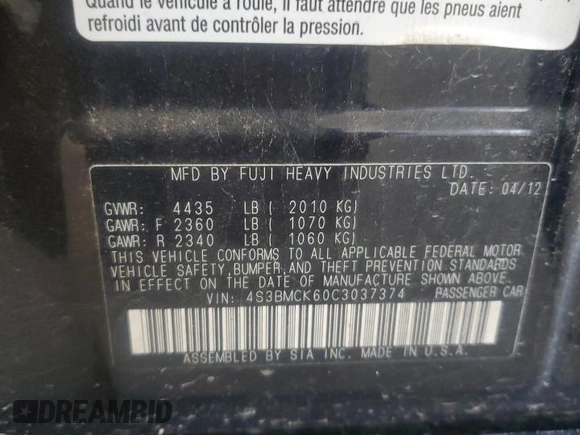 Quand le véhicule a roulé, il faut attendre que les pneus aient
refroidi avant de contrôler la pression.
MFD BY FUJI HEAVY INDUSTRIES LTD.
DATE: 04/12
GVWR: 4435 LB ( 2010 KG)
GAWR: F 2360 LB ( 1070 KG)
GAWR: R 2340 LB ( 1060 KG)
THIS VEHICLE CONFORMS TO ALL APPLICABLE FEDERAL MOTOR
VEHICLE SAFETY,BUMPER,AND THEFT PREVENTION STANDARDS
IN EFFECT ON THE DATE OF MANUFACTURE SHOWN ABOVE.
VIN: 4S3BMCK60C3037374 PASSENGER CAR
ASSEMBLED BY SIA INC. MADE IN U.S.A.
DREAMBID